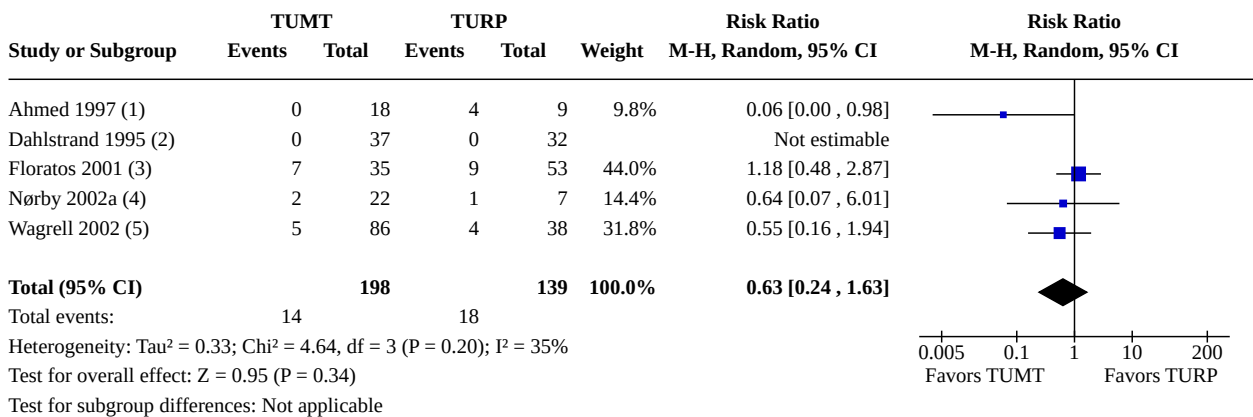 TUMT TURP Risk Ratio Risk Ratio
Study or Subgroup Events Total Events Total Weight M-H, Random, 95% CI M-H, Random, 95% CI
Ahmed 1997 (1) 0 18 4 9 9.8% 0.06 [0.00 , 0.98]
Dahlstrand 1995 (2) 0 37 0 32 Not estimable
Floratos 2001 (3) 7 35 9 53 44.0% 1.18 [0.48 , 2.87]
Nørby 2002a (4) 2 22 1 7 14.4% 0.64 [0.07 , 6.01]
Wagrell 2002 (5) 5 86 4 38 31.8% 0.55 [0.16 , 1.94]
Total (95% CI) 198 139 100.0% 0.63 [0.24 , 1.63]
Total events: 14 18
Heterogeneity: Tau² = 0.33; Chi² = 4.64, df = 3 (P = 0.20); I² = 35%
0.005 0.1 1 10 200
Test for overall effect: Z = 0.95 (P = 0.34)
Favors TUMT Favors TURP
Test for subgroup differences: Not applicable